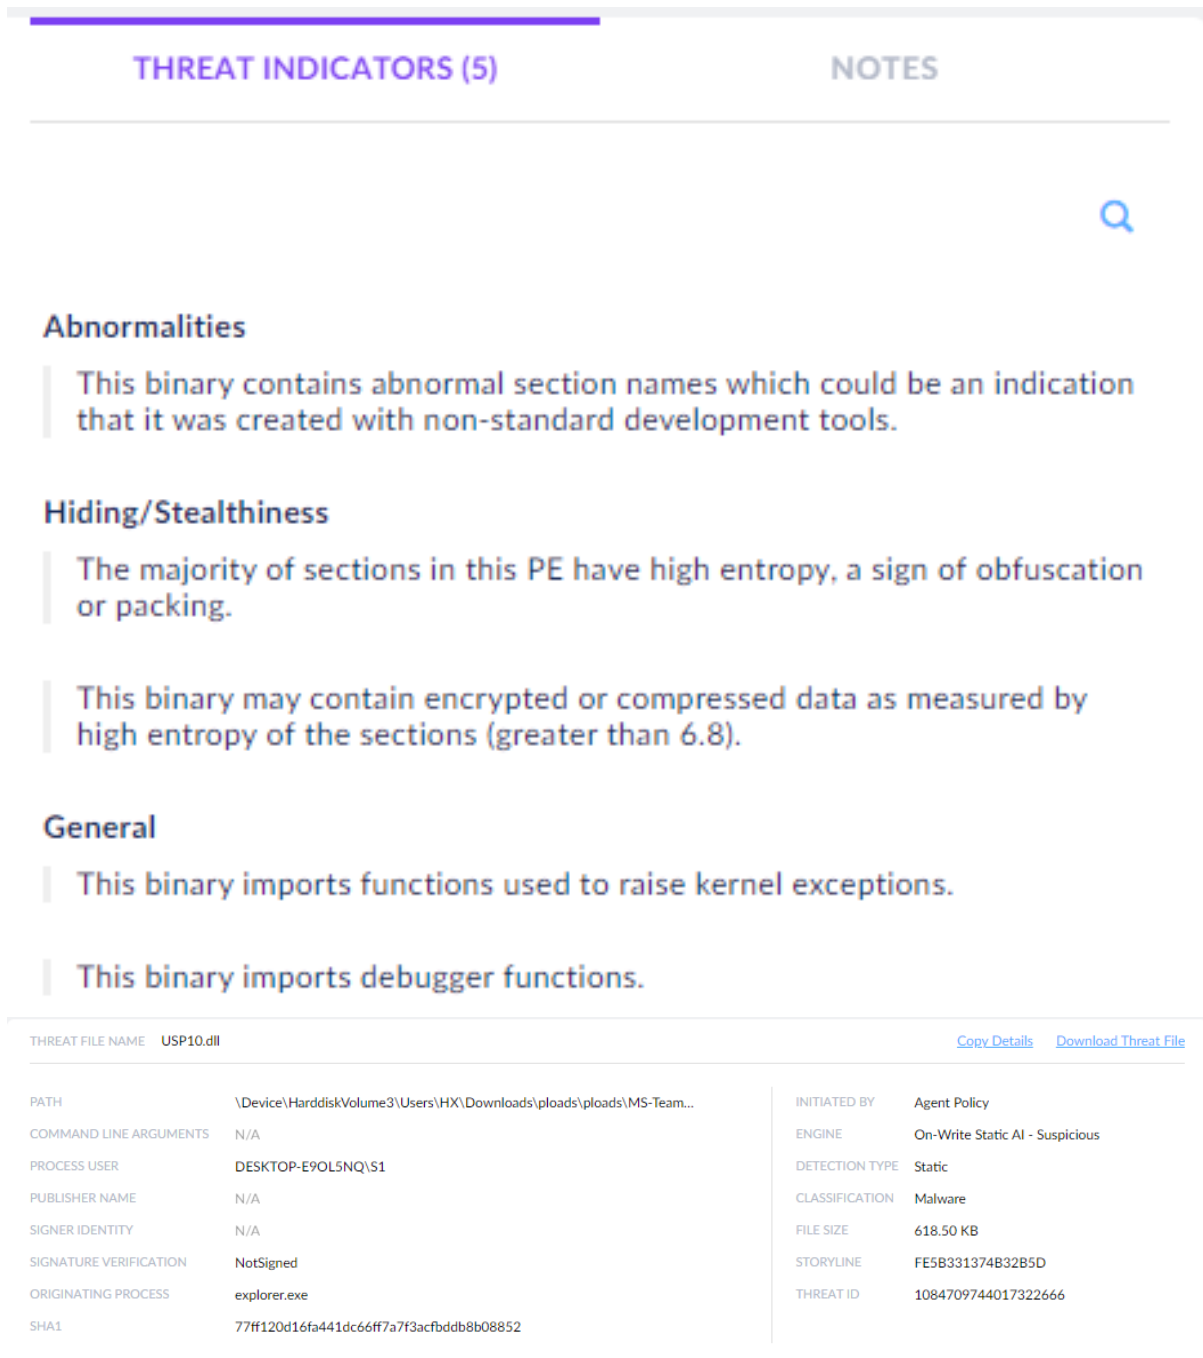 THREAT INDICATORS (5)
NOTES
Abnormalities
This binary contains abnormal section names which could be an indication
that it was created with non-standard development tools.
Hiding/Stealthiness
The majority of sections in this PE have high entropy, a sign of obfuscation
or packing.
This binary may contain encrypted or compressed data as measured by
high entropy of the sections (greater than 6.8).
General
This binary imports functions used to raise kernel exceptions.
This binary imports debugger functions.
THREAT FILE NAME USP10.dll
Copy Details Download Threat File
PATH \Device\HarddiskVolume3\Users\HX\Downloads\ploads\ploads\MS-Team...
COMMAND LINE ARGUMENTS N/A
PROCESS USER DESKTOP-E9OL5NQ\S1
PUBLISHER NAME N/A
SIGNER IDENTITY N/A
SIGNATURE VERIFICATION NotSigned
ORIGINATING PROCESS explorer.exe
SHA1 77ff120d16fa441dc66ff7a7f3acfbddb8b08852
INITIATED BY Agent Policy
ENGINE On-Write Static AI - Suspicious
DETECTION TYPE Static
CLASSIFICATION Malware
FILE SIZE 618.50 KB
STORYLINE FE5B331374B32B5D
THREAT ID 1084709744017322666